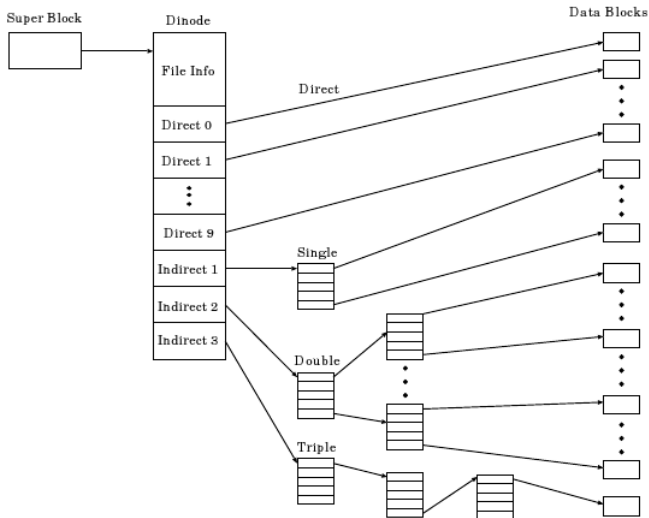 Super Block
Dinode
Data Blocks
File Info
Direct
Direct 0
Direct 1
Direct 9
Single
Indirect 1
Indirect 2
Indirect 3
Double
Triple